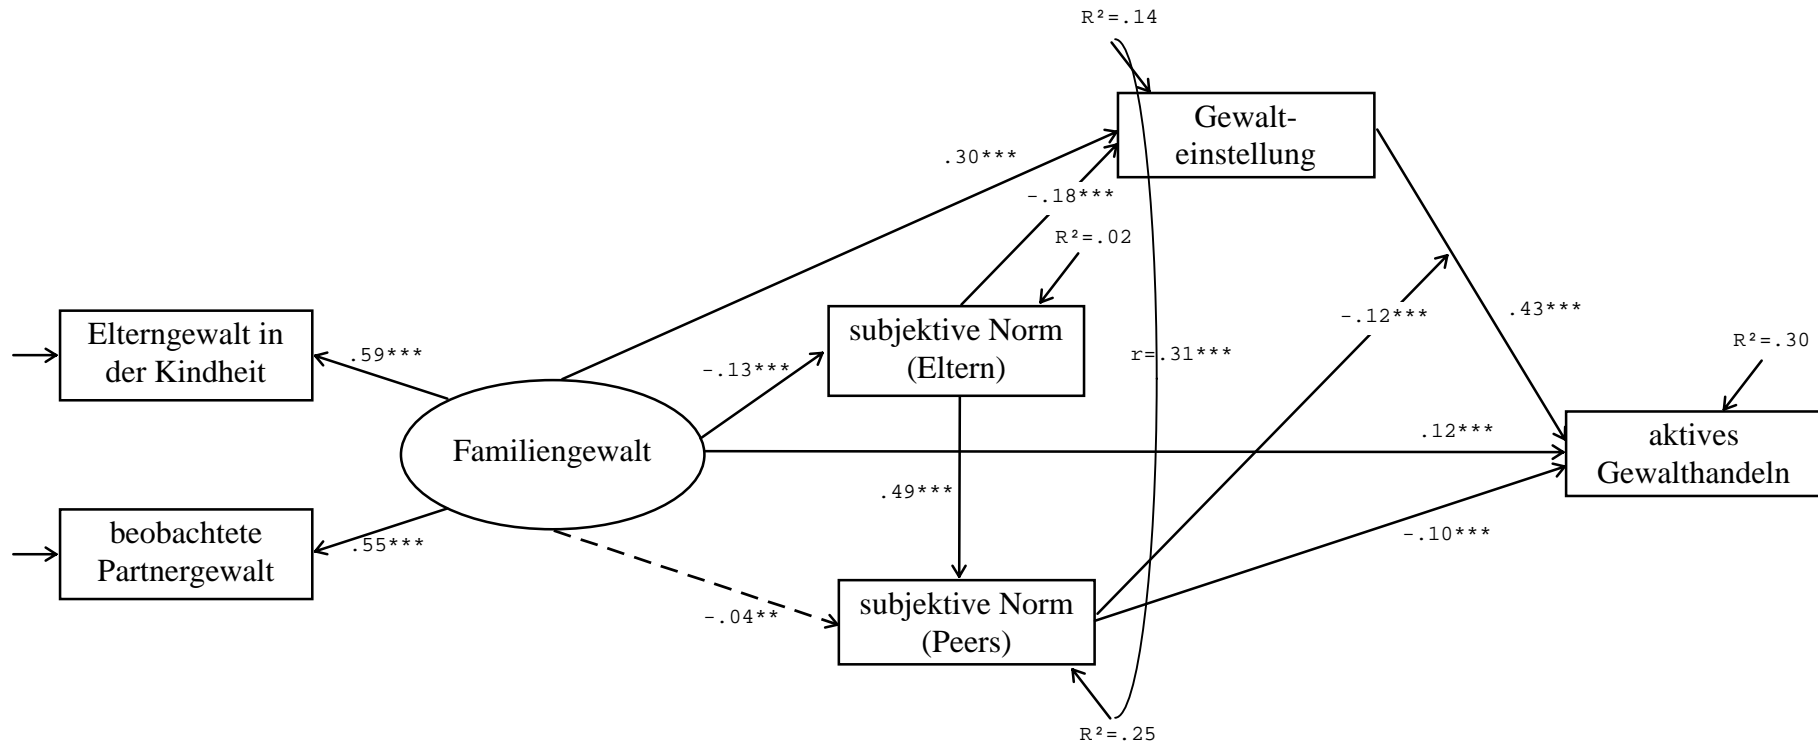 R²=.14
Gewalt-
einstellung
.30***
-.18***
R²=.02
Elterngewalt in
der Kindheit
.59***
subjektive Norm
(Eltern)
-.13***
r=.31***
-.12***
.43***
R²=.30
Familiengewalt
.12***
aktives
Gewalthandeln
.49***
beobachtete
Partnergewalt
.55***
-.10***
-.04**
subjektive Norm
(Peers)
R²=.25